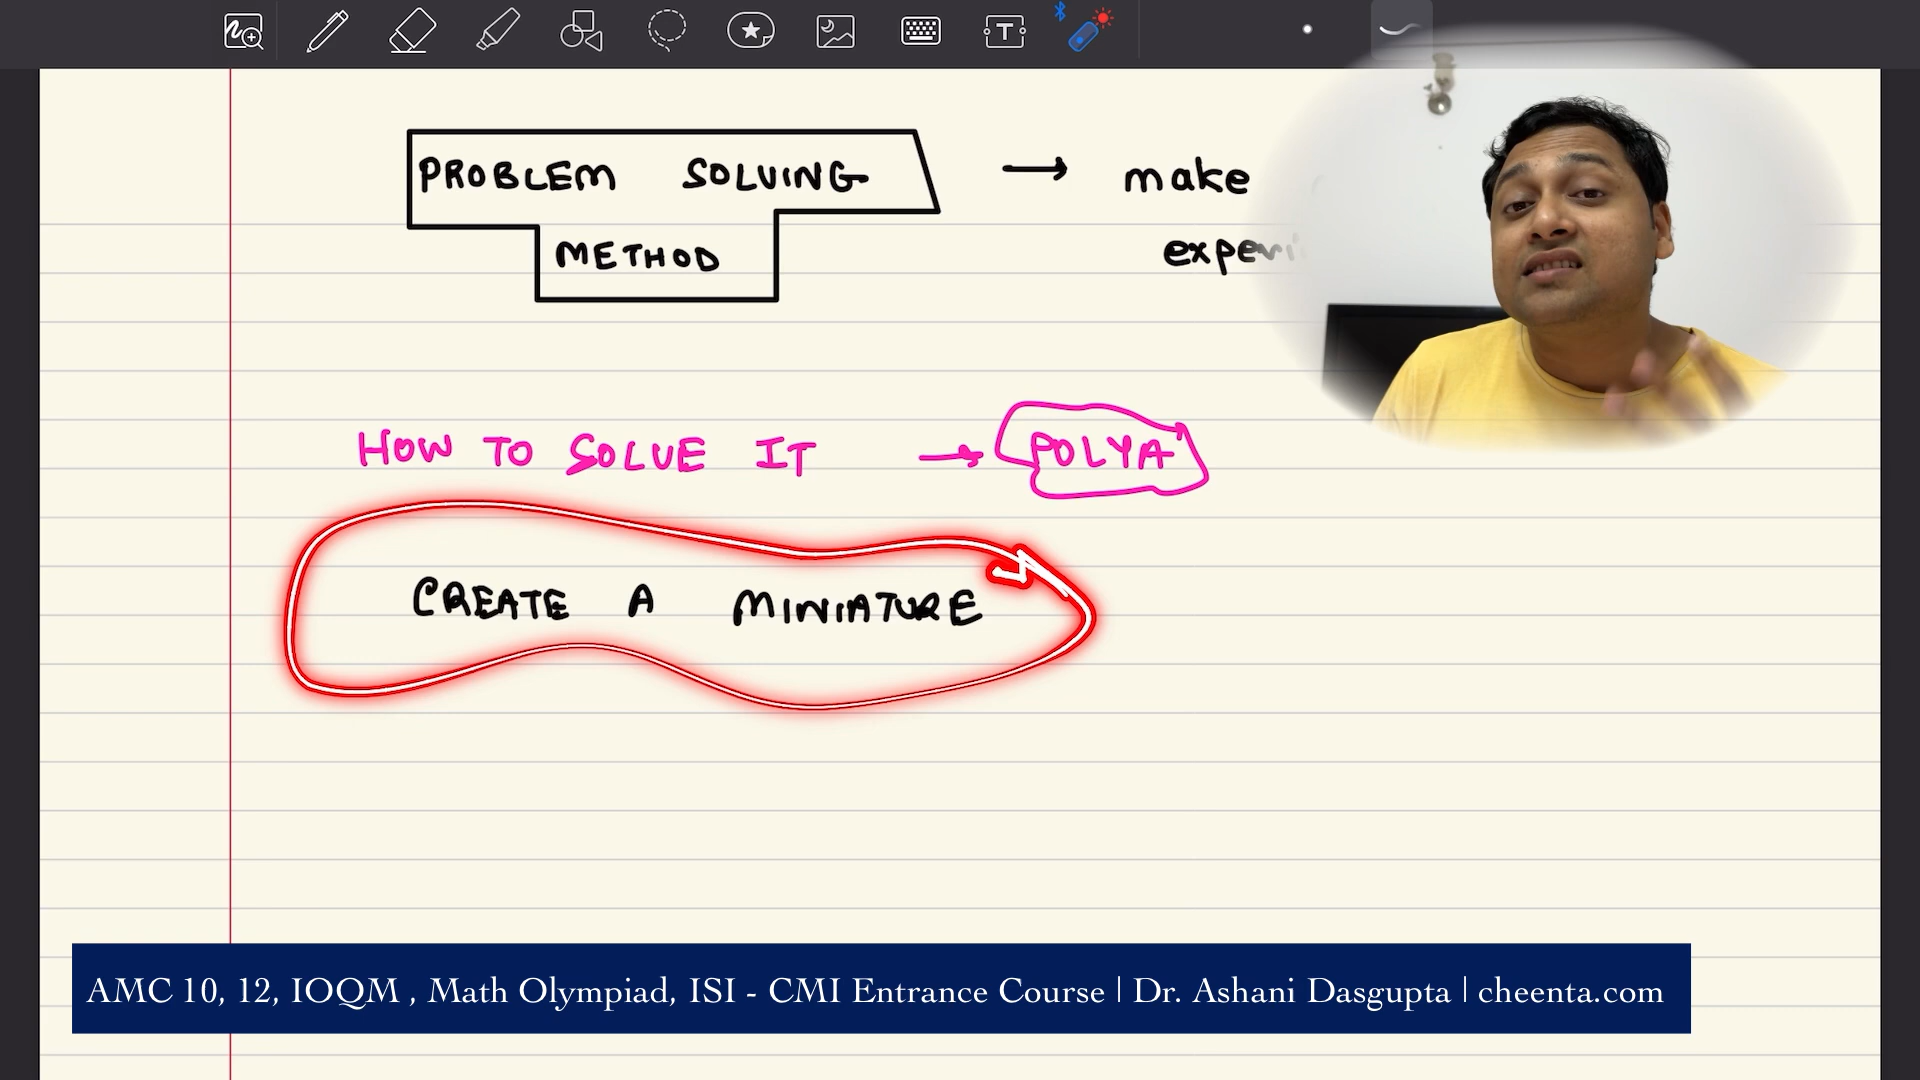 PROBLEM SOLVING → make
METHOD
HOW TO SOLVE IT → POLYA
CREATE A MINIATURE
AMC 10, 12, IOQM , Math Olympiad, ISI - CMI Entrance Course | Dr. Ashani Dasgupta | cheenta.com